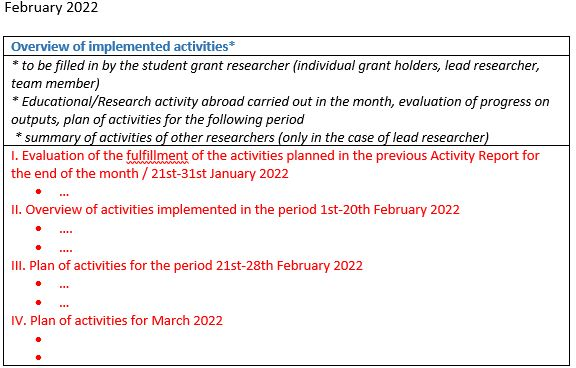 February 2022
Overview of implemented activities*
* to be filled in by the student grant researcher (individual grant holders, lead researcher,
team member)
* Educational/Research activity abroad carried out in the month, evaluation of progress on
outputs, plan of activities for the following period
* summary of activities of other researchers (only in the case of lead researcher)
I. Evaluation of the fulfillment of the activities planned in the previous Activity Report for
the end of the month / 21st-31st January 2022
• ...
II. Overview of activities implemented in the period 1st-20th February 2022
• ....
• ....
III. Plan of activities for the period 21st-28th February 2022
• ...
• ...
IV. Plan of activities for March 2022
•
•